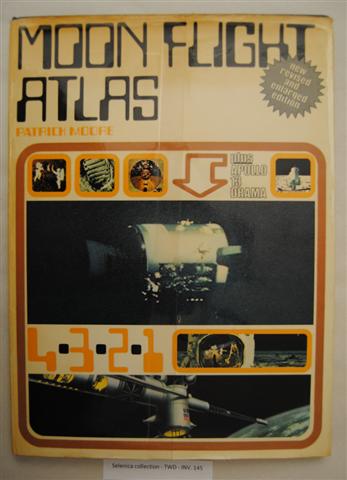 MOON FLIGHT
ATLAS
PATRICK MOORE
new
revised
and
enlarged
edition
plus
APOLLO
13
DRAMA
4·3·2·1
Selenica collection - TWD - INV. 145